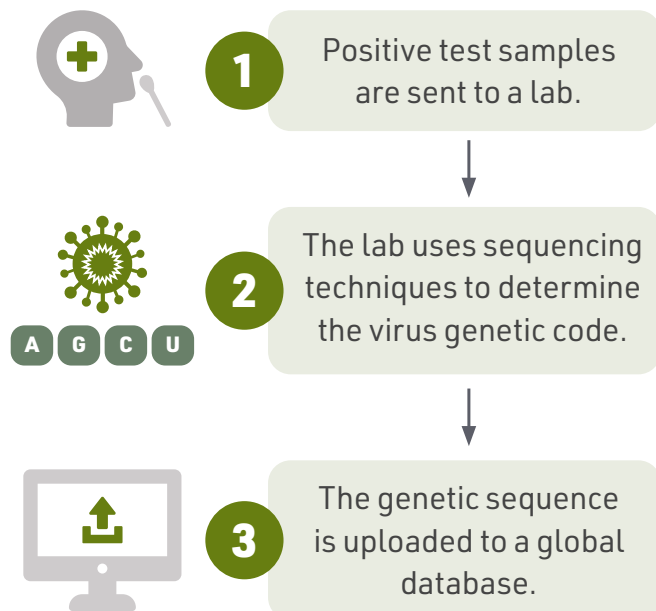 1
Positive test samples
are sent to a lab.
2
The lab uses sequencing
techniques to determine
the virus genetic code.
A G C U
3
The genetic sequence
is uploaded to a global
database.